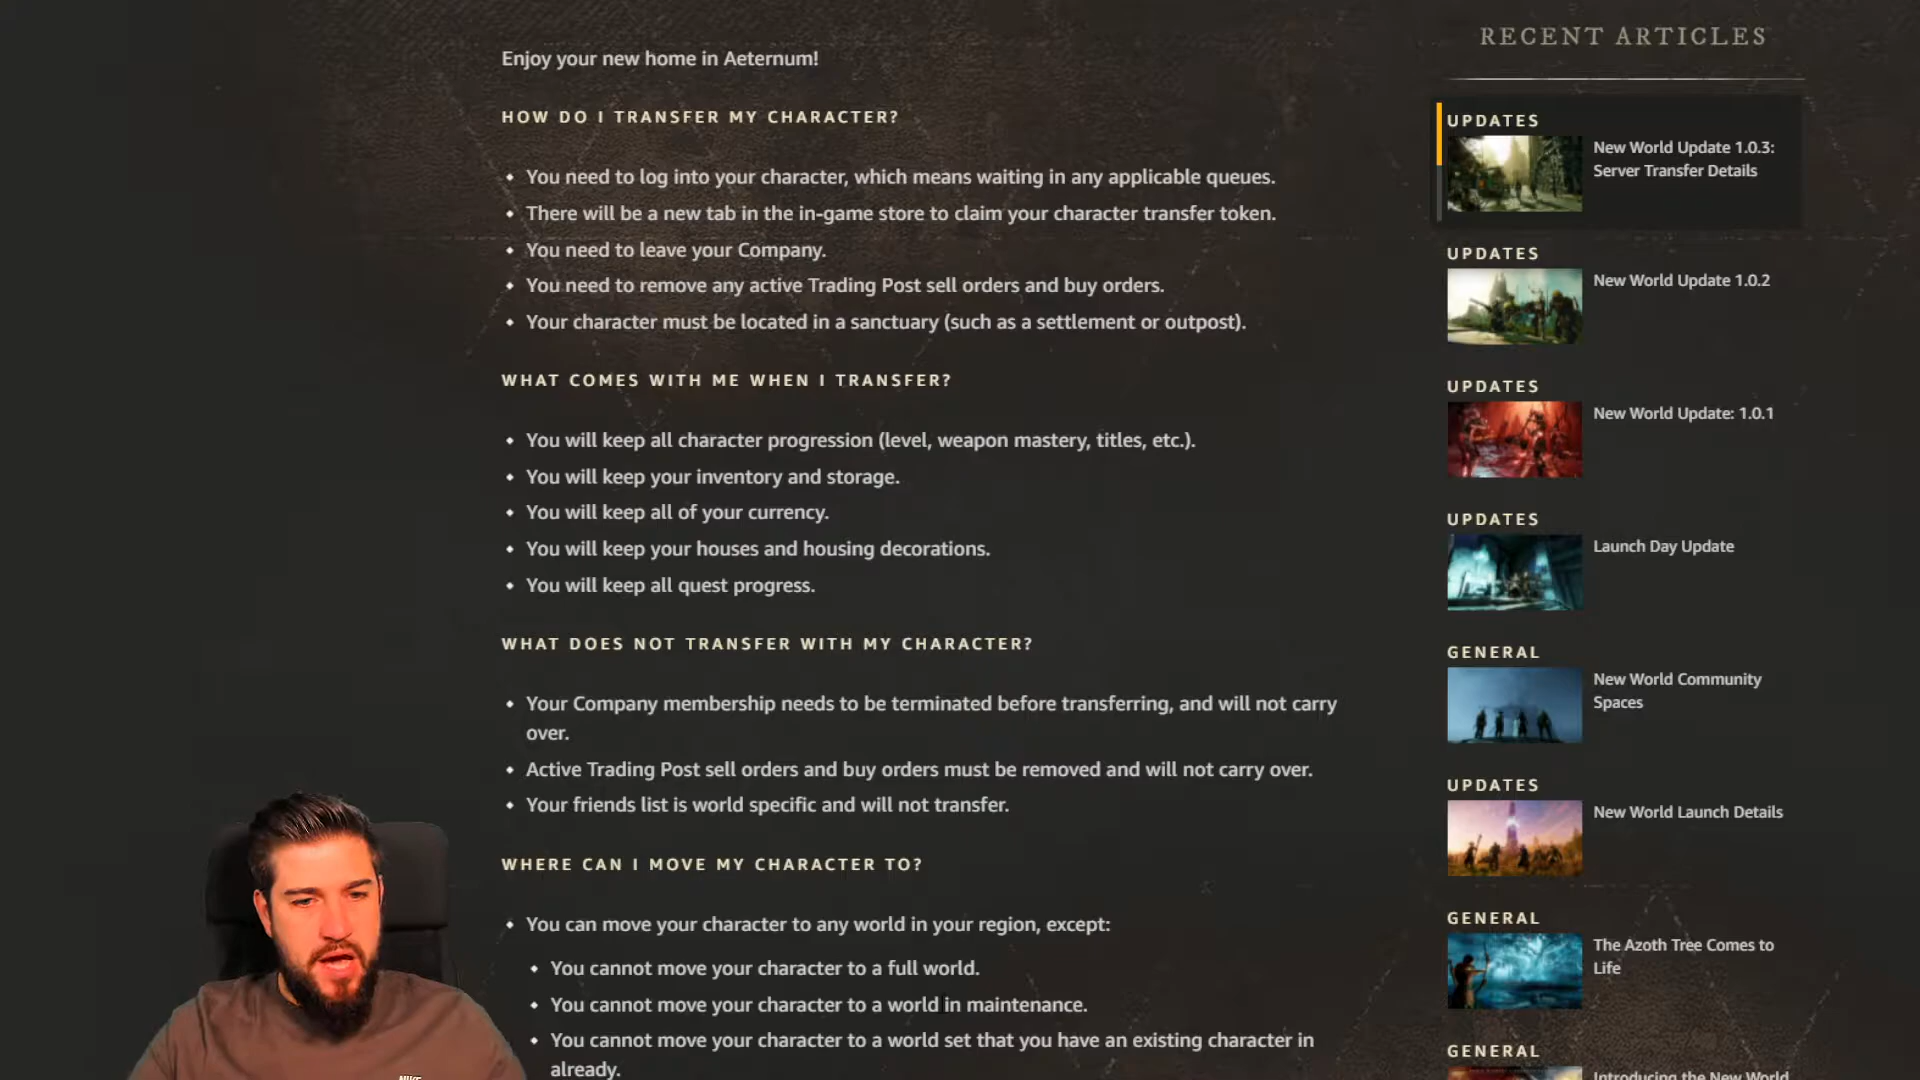 Enjoy your new home in Aeternum!
HOW DO I TRANSFER MY CHARACTER?
You need to log into your character, which means waiting in any applicable queues.
There will be a new tab in the in-game store to claim your character transfer token.
You need to leave your Company.
You need to remove any active Trading Post sell orders and buy orders.
Your character must be located in a sanctuary (such as a settlement or outpost).
WHAT COMES WITH ME WHEN I TRANSFER?
You will keep all character progression (level, weapon mastery, titles, etc.).
You will keep your inventory and storage.
You will keep all of your currency.
You will keep your houses and housing decorations.
You will keep all quest progress.
WHAT DOES NOT TRANSFER WITH MY CHARACTER?
Your Company membership needs to be terminated before transferring, and will not carry
over.
Active Trading Post sell orders and buy orders must be removed and will not carry over.
Your friends list is world specific and will not transfer.
WHERE CAN I MOVE MY CHARACTER TO?
You can move your character to any world in your region, except:
You cannot move your character to a full world.
You cannot move your character to a world in maintenance.
You cannot move your character to a world set that you have an existing character in
already.
RECENT ARTICLES
UPDATES
New World Update 1.0.3:
Server Transfer Details
UPDATES
New World Update 1.0.2
UPDATES
New World Update: 1.0.1
UPDATES
Launch Day Update
GENERAL
New World Community
Spaces
UPDATES
New World Launch Details
GENERAL
The Azoth Tree Comes to
Life
GENERAL
Introducing the New World
NIKE